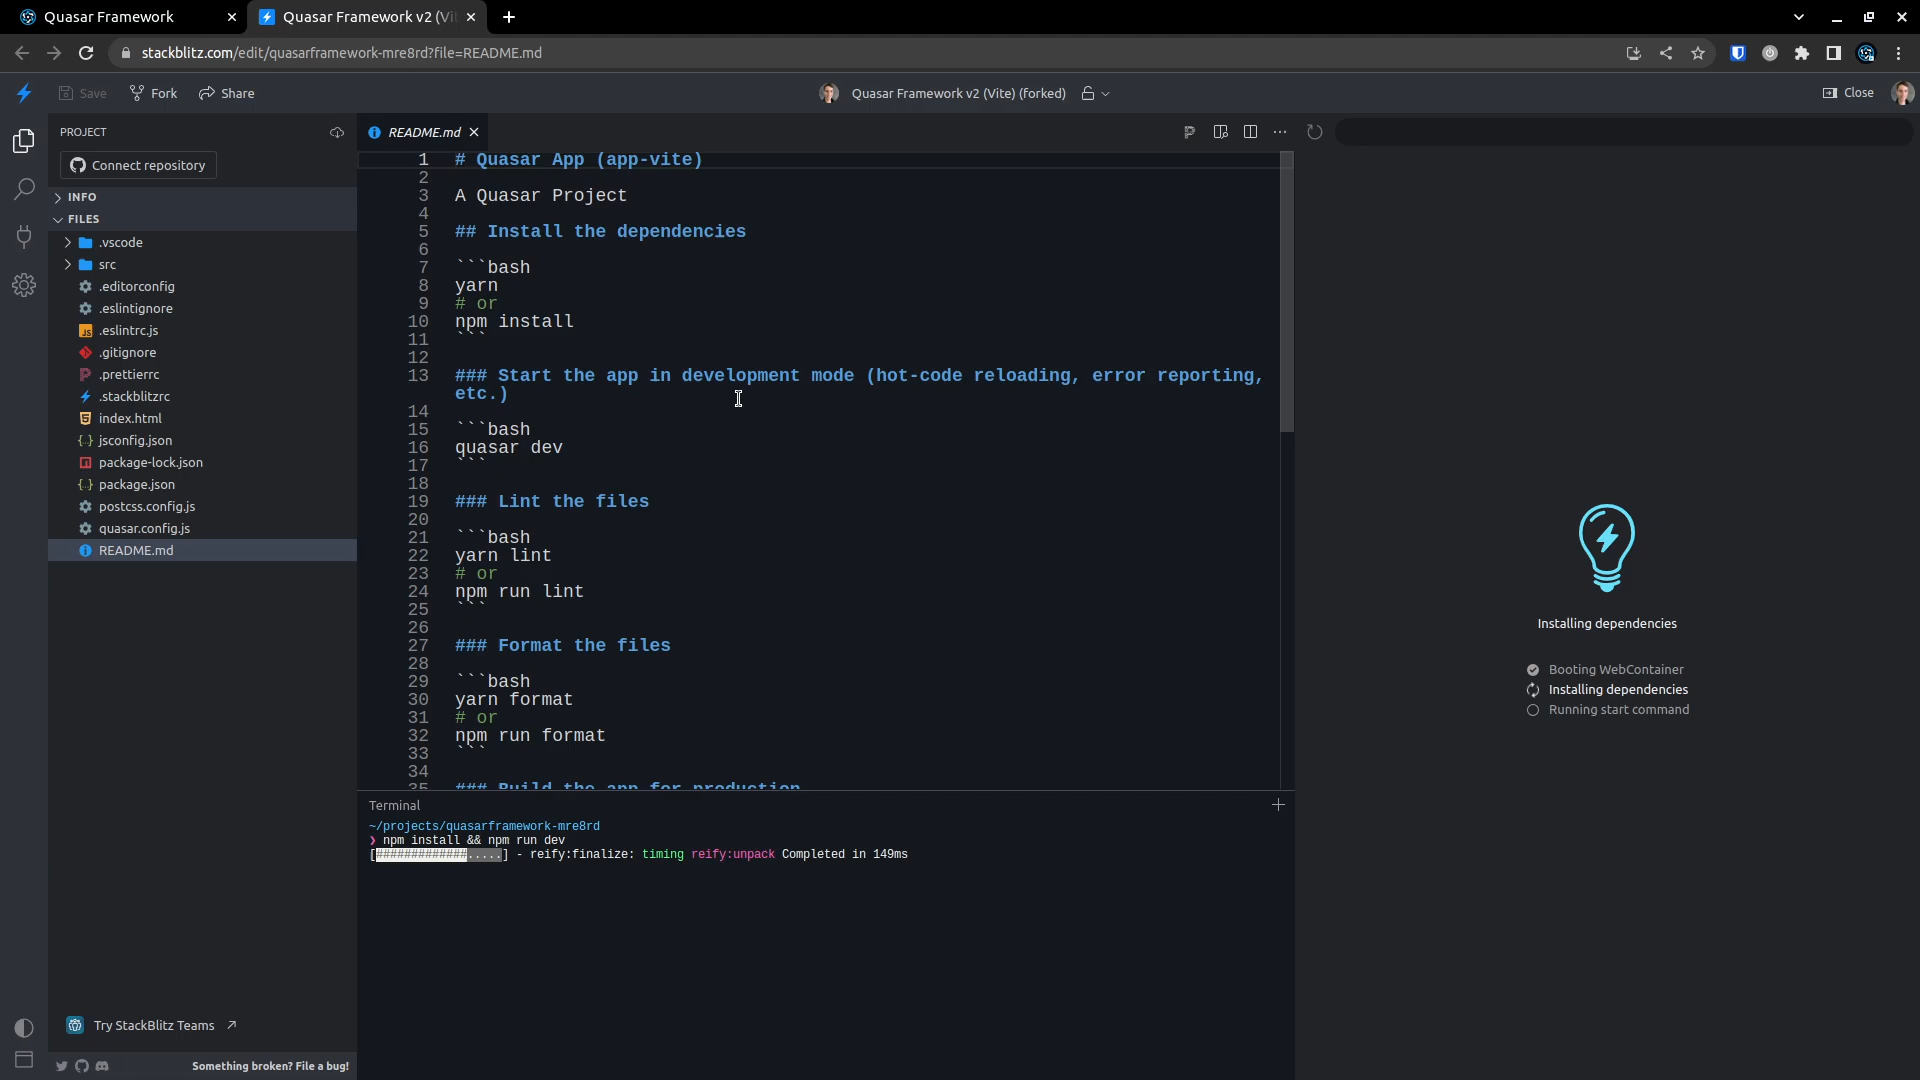 Quasar Framework
Quasar Framework v2 (Vi
stackblitz.com/edit/quasarframework-mre8rd?file=README.md
Save
Fork
Share
Quasar Framework v2 (Vite) (forked)
Close
PROJECT
Connect repository
INFO
FILES
.vscode
src
.editorconfig
.eslintignore
.eslintrc.js
.gitignore
.prettierrc
.stackblitzrc
index.html
jsconfig.json
package-lock.json
package.json
postcss.config.js
quasar.config.js
README.md
Try StackBlitz Teams
Something broken? File a bug!
README.md
1 # Quasar App (app-vite)
2
3 A Quasar Project
4
5 ## Install the dependencies
6
7 ```bash
8 yarn
9 # or
10 npm install
11 ```
12
13 ### Start the app in development mode (hot-code reloading, error reporting,
etc.)
14
15 ```bash
16 quasar dev
17 ```
18
19 ### Lint the files
20
21 ```bash
22 yarn lint
23 # or
24 npm run lint
25 ```
26
27 ### Format the files
28
29 ```bash
30 yarn format
31 # or
32 npm run format
33 ```
34
35 ### Build the app for production
Terminal
~/projects/quasarframework-mre8rd
❯ npm install && npm run dev
[#############.....] - reify:finalize: timing reify:unpack Completed in 149ms
Installing dependencies
Booting WebContainer
Installing dependencies
Running start command